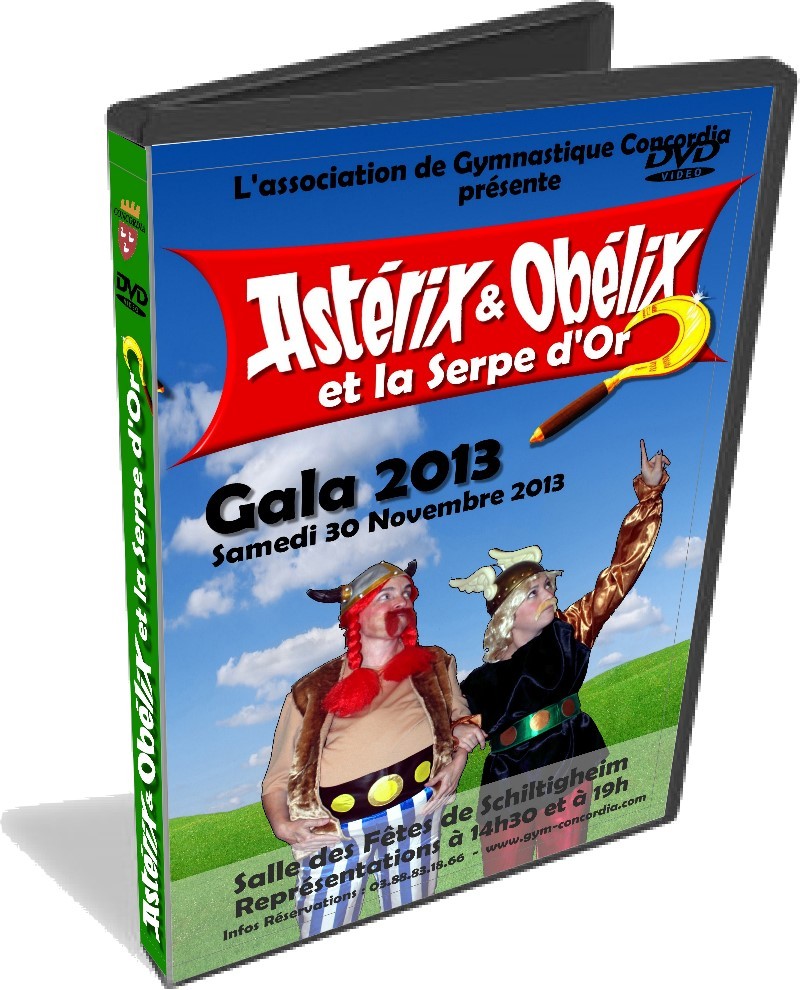 L'association de Gymnastique Concordia
présente
DVD
VIDEO
Astérix & Obélix
et la Serpe d'Or
Gala 2013
Samedi 30 Novembre 2013
Salle des Fêtes de Schiltigheim
Représentations à 14h30 et à 19h
Infos Réservations : 03.88.83.18.66 - www.gym-concordia.com
CONCORDIA
DVD
VIDEO
Astérix & Obélix et la Serpe d'Or